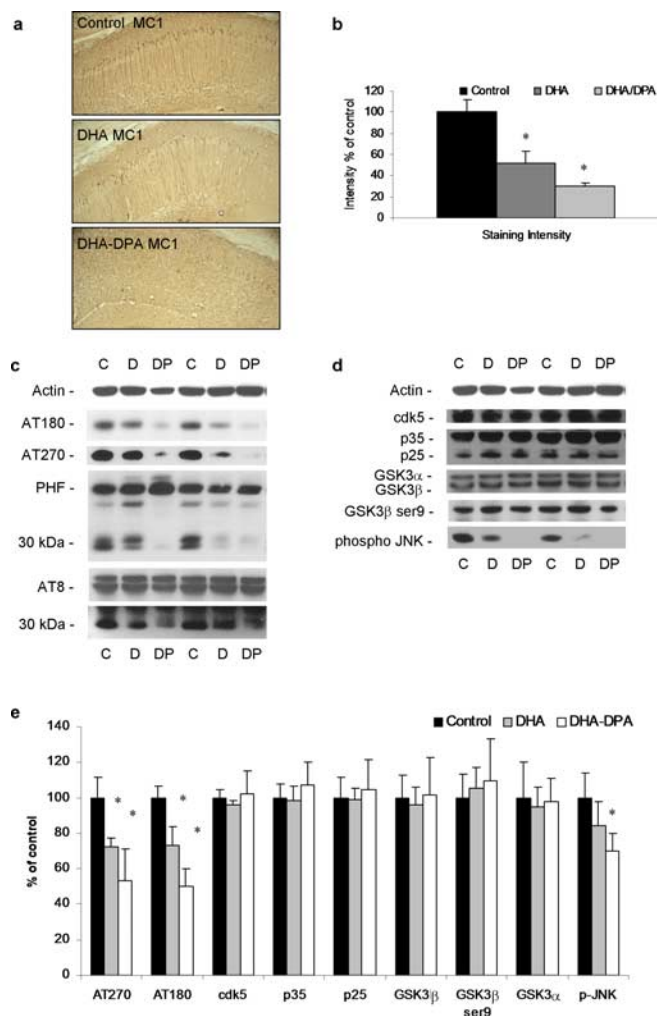 a
Control MC1
DHA MC1
DHA-DPA MC1
b
120
100
80
60
40
20
0
Intensity % of control
Control DHA DHA/DPA
*
*
Staining Intensity
c
C D DP C D DP
Actin -
AT180 -
AT270 -
PHF -
30 kDa -
AT8 -
30 kDa -
C D DP C D DP
d
C D DP C D DP
Actin -
cdk5 -
p35 -
p25 -
GSK3α -
GSK3β -
GSK3β ser9 -
phospho JNK -
C D DP C D DP
e
140
120
100
80
60
40
20
0
% of control
Control DHA DHA-DPA
* * * * *
AT270 AT180 cdk5 p35 p25 GSK3β GSK3β ser9 GSK3α p-JNK